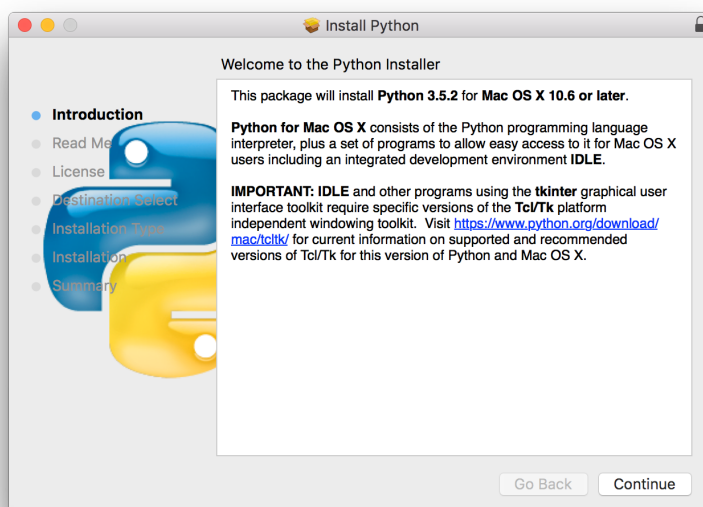 Install Python
Welcome to the Python Installer
Introduction
Read Me
License
Destination Select
Installation Type
Installation
Summary
This package will install Python 3.5.2 for Mac OS X 10.6 or later.
Python for Mac OS X consists of the Python programming language
interpreter, plus a set of programs to allow easy access to it for Mac OS X
users including an integrated development environment IDLE.
IMPORTANT: IDLE and other programs using the tkinter graphical user
interface toolkit require specific versions of the Tcl/Tk platform
independent windowing toolkit.  Visit https://www.python.org/download/
mac/tcltk/ for current information on supported and recommended
versions of Tcl/Tk for this version of Python and Mac OS X.
Go Back
Continue